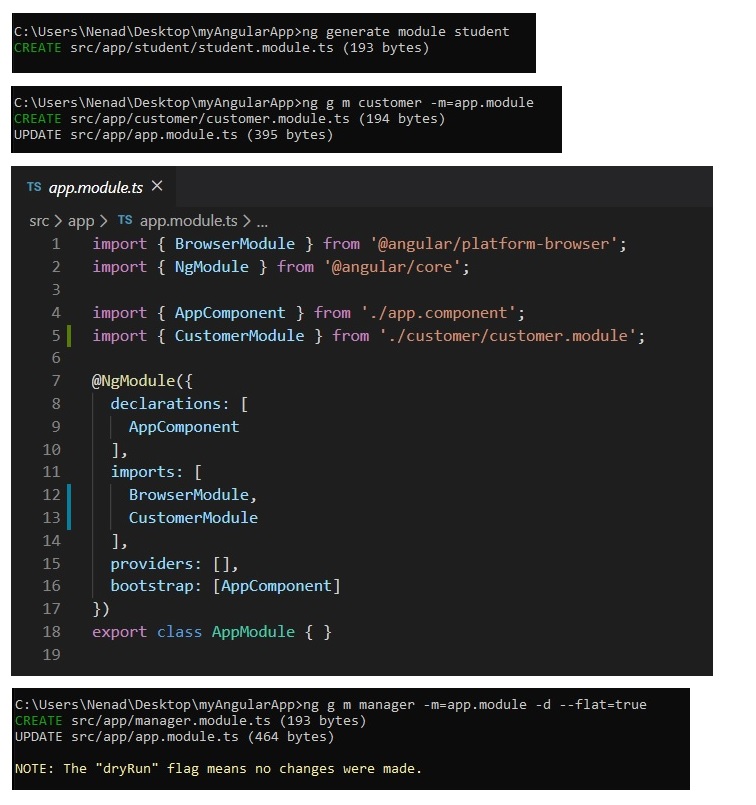 C:\Users\Nenad\Desktop\myAngularApp>ng generate module student
CREATE src/app/student/student.module.ts (193 bytes)
C:\Users\Nenad\Desktop\myAngularApp>ng g m customer -m=app.module
CREATE src/app/customer/customer.module.ts (194 bytes)
UPDATE src/app/app.module.ts (395 bytes)
TS app.module.ts ×
src > app > TS app.module.ts > ...
1 import { BrowserModule } from '@angular/platform-browser';
2 import { NgModule } from '@angular/core';
3
4 import { AppComponent } from './app.component';
5 import { CustomerModule } from './customer/customer.module';
6
7 @NgModule({
8   declarations: [
9     AppComponent
10   ],
11   imports: [
12     BrowserModule,
13     CustomerModule
14   ],
15   providers: [],
16   bootstrap: [AppComponent]
17 })
18 export class AppModule { }
19
C:\Users\Nenad\Desktop\myAngularApp>ng g m manager -m=app.module -d --flat=true
CREATE src/app/manager.module.ts (193 bytes)
UPDATE src/app/app.module.ts (464 bytes)
NOTE: The "dryRun" flag means no changes were made.